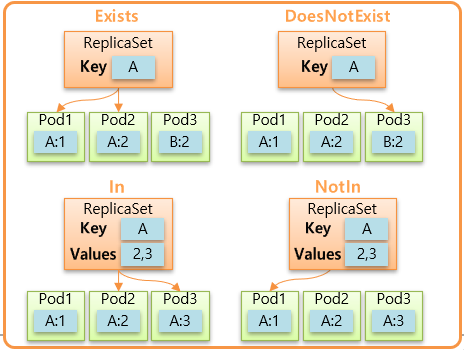 Exists
ReplicaSet
Key A
Pod1 Pod2 Pod3
A:1 A:2 B:2
DoesNotExist
ReplicaSet
Key A
Pod1 Pod2 Pod3
A:1 A:2 B:2
In
ReplicaSet
Key A
Values 2,3
Pod1 Pod2 Pod3
A:1 A:2 A:3
NotIn
ReplicaSet
Key A
Values 2,3
Pod1 Pod2 Pod3
A:1 A:2 A:3